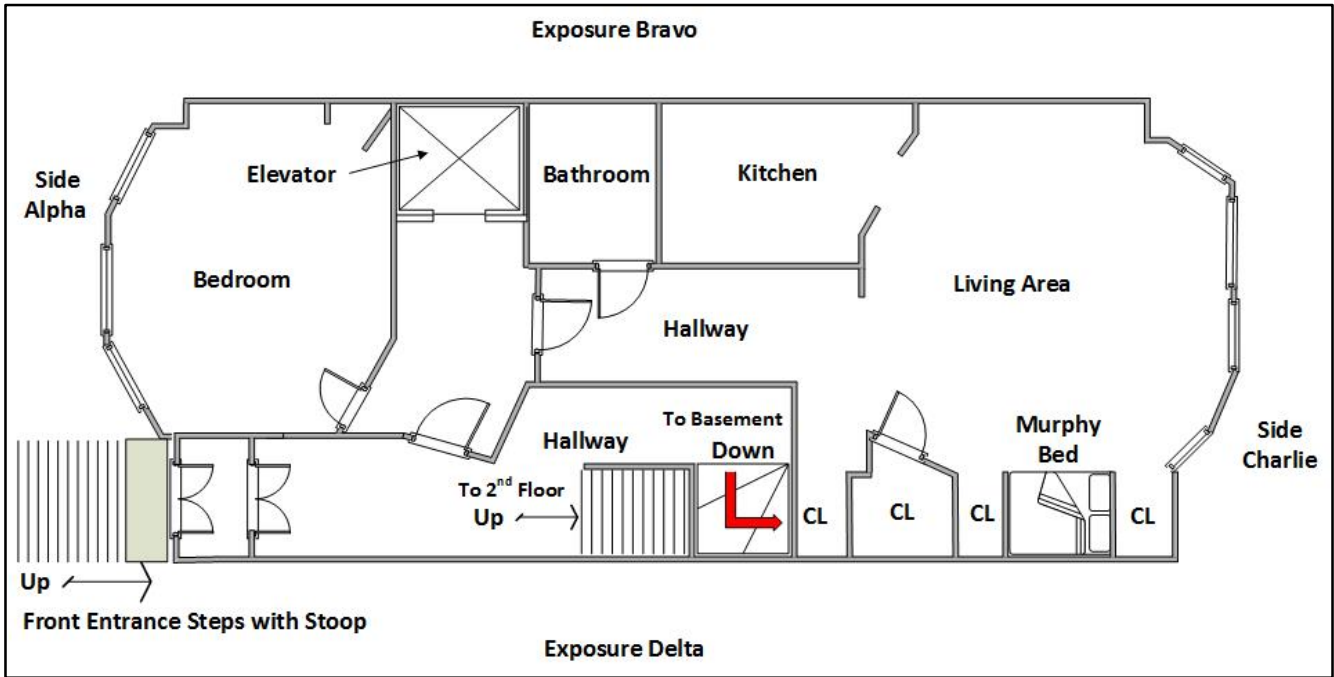 Exposure Bravo
Side
Alpha
Elevator
Bathroom
Kitchen
Bedroom
Living Area
Hallway
To Basement
Down
Hallway
Murphy
Bed
Side
Charlie
To 2nd Floor
Up
CL
CL
CL
CL
Up
Front Entrance Steps with Stoop
Exposure Delta